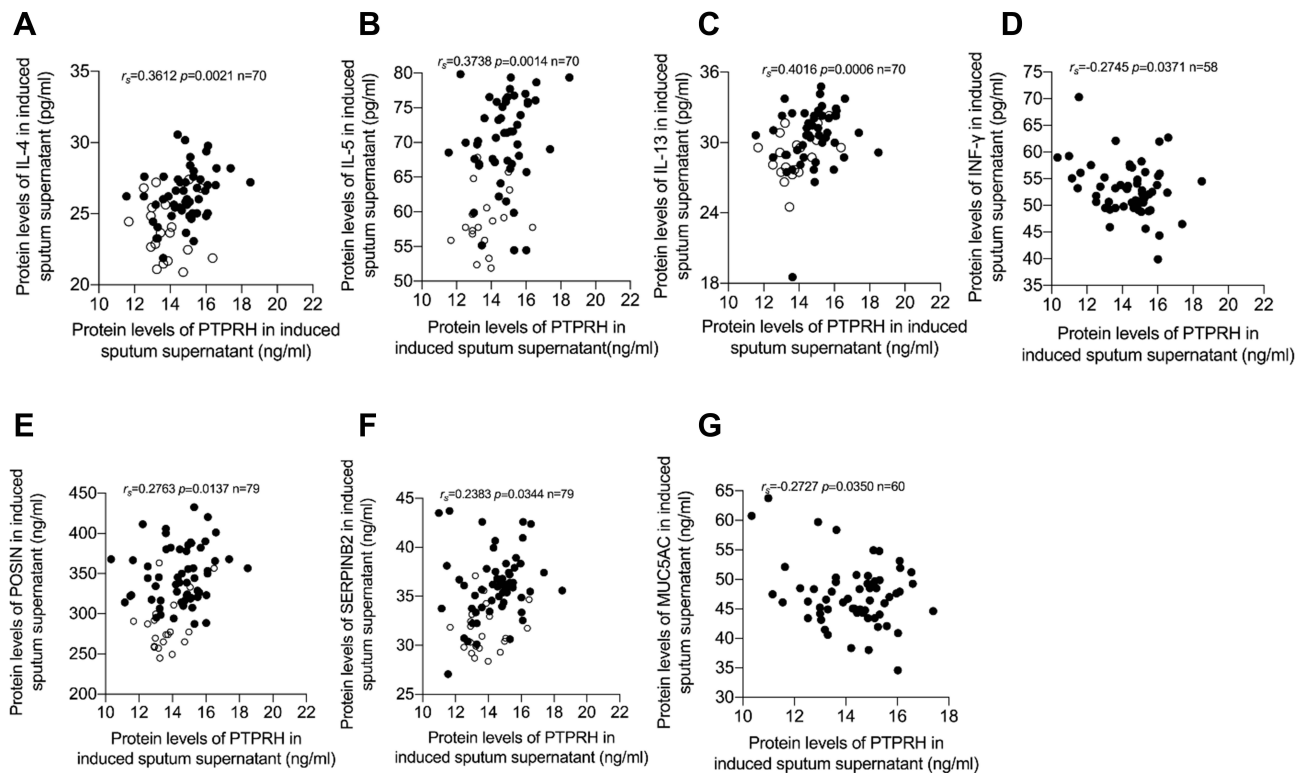 A
Protein levels of IL-4 in induced
sputum supernatant (pg/ml)
rs=0.3612 p=0.0021 n=70
35
30
25
20
10 12 14 16 18 20 22
Protein levels of PTPRH in induced
sputum supernatant (ng/ml)
B
Protein levels of IL-5 in induced
sputum supernatant (pg/ml)
rs=0.3738 p=0.0014 n=70
80
75
70
65
60
55
50
10 12 14 16 18 20 22
Protein levels of PTPRH in
induced sputum supernatant(ng/ml)
C
Protein levels of IL-13 in induced
sputum supernatant (pg/ml)
rs=0.4016 p=0.0006 n=70
36
30
24
18
10 12 14 16 18 20 22
Protein levels of PTPRH in induced
sputum supernatant (ng/ml)
D
Protein levels of INF-γ in induced
sputum supernatant (pg/ml)
rs=-0.2745 p=0.0371 n=58
75
70
65
60
55
50
45
40
35
10 12 14 16 18 20 22
Protein levels of PTPRH in
induced sputum supernatant (ng/ml)
E
Protein levels of POSIN in induced
sputum supernatant (ng/ml)
rs=0.2763 p=0.0137 n=79
450
400
350
300
250
200
10 12 14 16 18 20 22
Protein levels of PTPRH in
induced sputum supernatant (ng/ml)
F
Protein levels of SERPINB2 in induced
sputum supernatant (ng/ml)
rs=0.2383 p=0.0344 n=79
45
40
35
30
25
10 12 14 16 18 20 22
Protein levels of PTPRH in
induced sputum supernatant (ng/ml)
G
Protein levels of MUC5AC in induced
sputum supernatant (ng/ml)
rs=-0.2727 p=0.0350 n=60
65
60
55
50
45
40
35
30
10 12 14 16 18
Protein levels of PTPRH in
induced sputum supernatant (ng/ml)